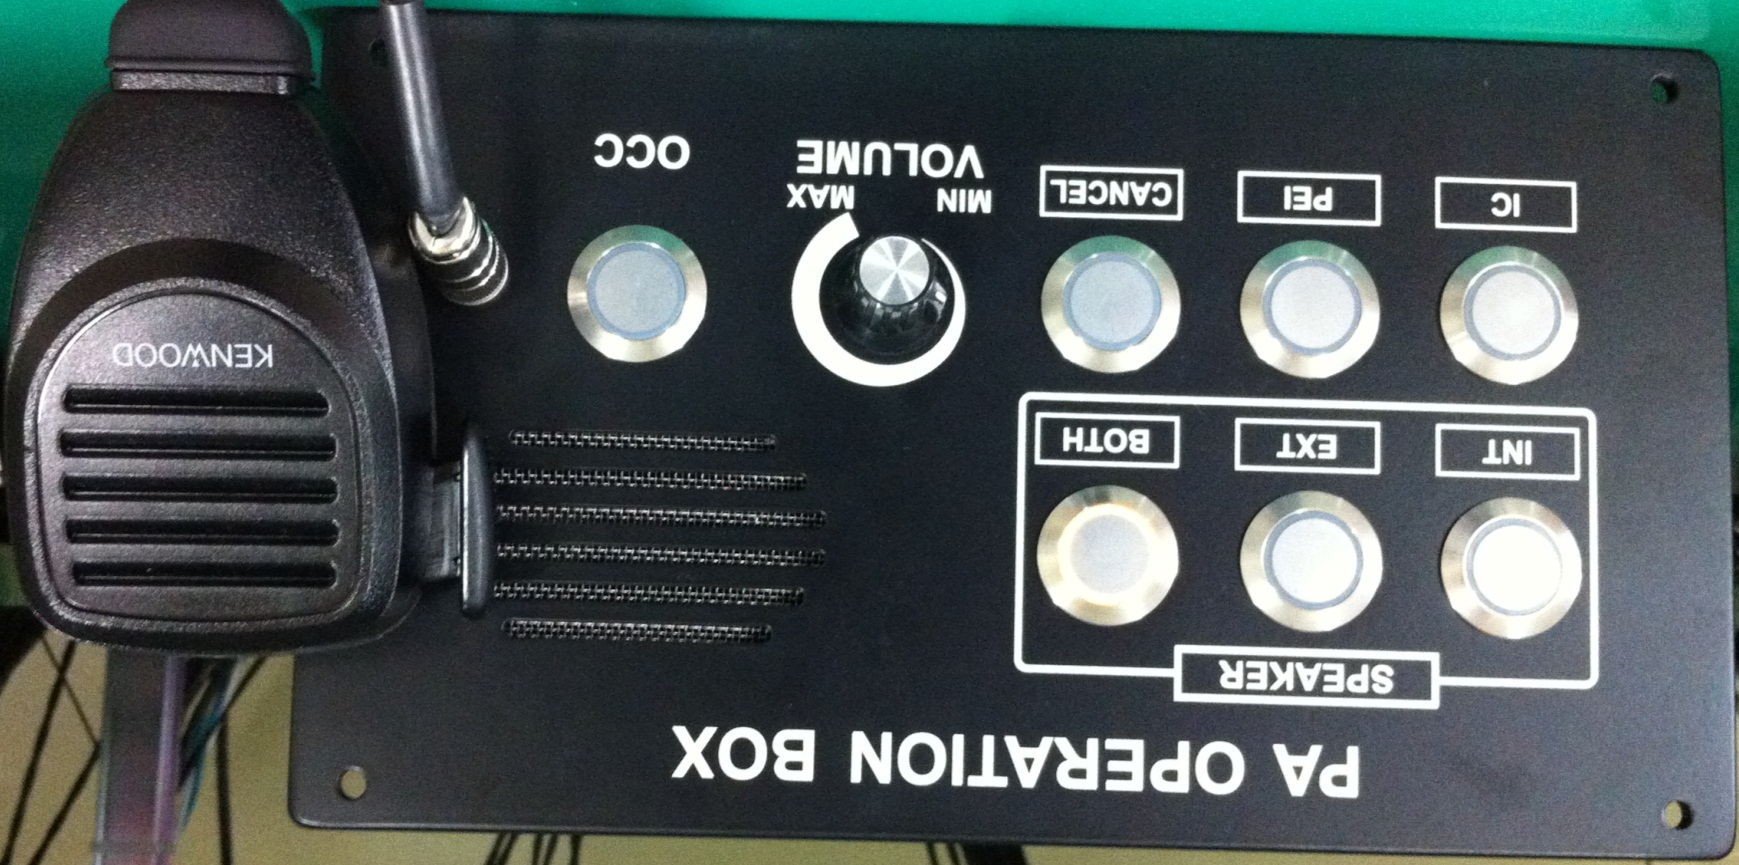 PA OPERATION BOX
SPEAKER
INT
EXT
BOTH
IC
PEI
CANCEL
MIN
MAX
VOLUME
OCC
KENWOOD